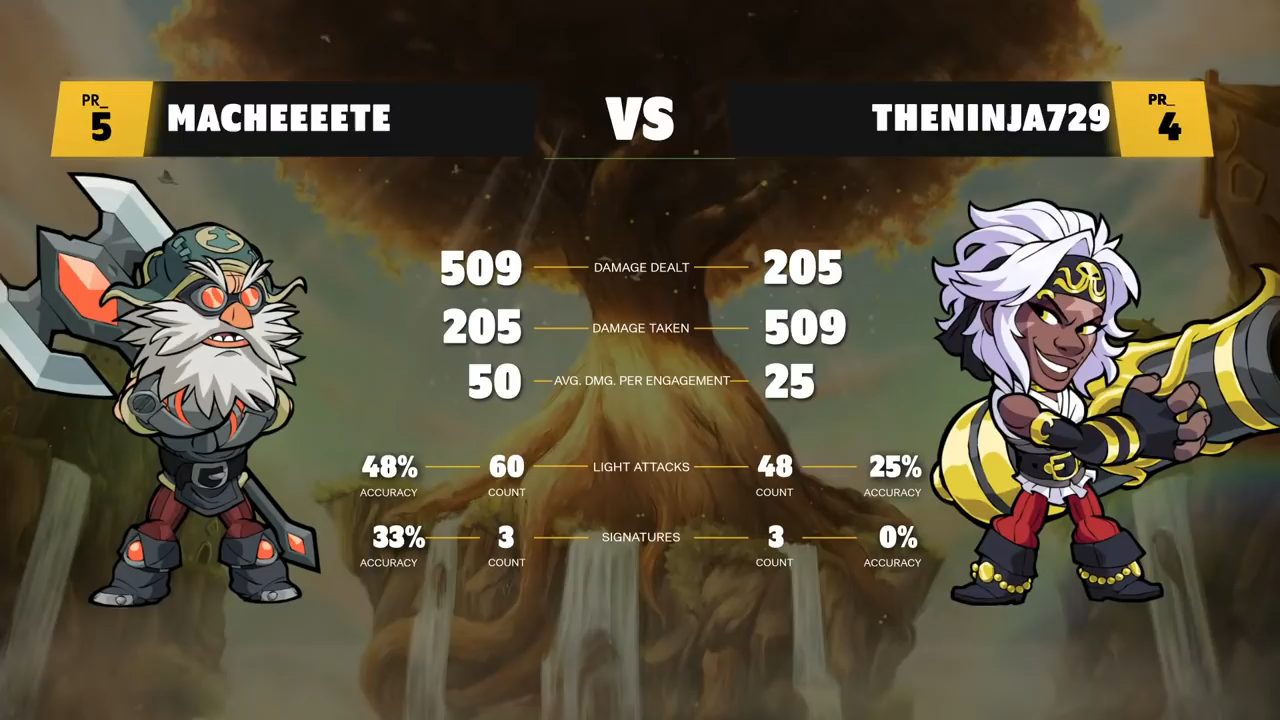 PR_ 5 MACHEEEETE VS THENINJA729 PR_ 4
509 DAMAGE DEALT 205
205 DAMAGE TAKEN 509
50 AVG. DMG. PER ENGAGEMENT 25
48% 60 LIGHT ATTACKS 48 25%
ACCURACY COUNT COUNT ACCURACY
33% 3 SIGNATURES 3 0%
ACCURACY COUNT COUNT ACCURACY